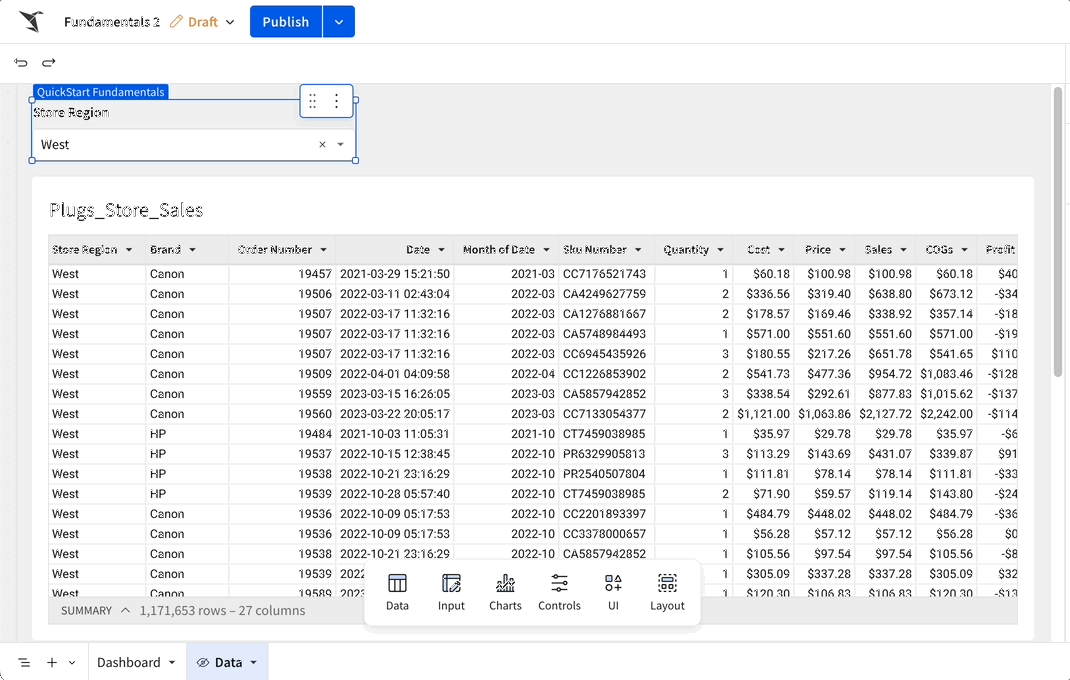 Fundamentals 2 Draft Publish
QuickStart Fundamentals
Store Region
West
Plugs_Store_Sales
Store Region Brand Order Number Date Month of Date Sku Number Quantity Cost Price Sales COGs Profit
West Canon 19457 2021-03-29 15:21:50 2021-03 CC7176521743 1 $60.18 $100.98 $100.98 $60.18 $40
West Canon 19506 2022-03-11 02:43:04 2022-03 CA4249627759 2 $336.56 $319.40 $638.80 $673.12 -$34
West Canon 19507 2022-03-17 11:32:16 2022-03 CA1276881667 2 $178.57 $169.46 $338.92 $357.14 -$18
West Canon 19507 2022-03-17 11:32:16 2022-03 CA5748984493 1 $571.00 $551.60 $551.60 $571.00 -$19
West Canon 19507 2022-03-17 11:32:16 2022-03 CC6945435926 3 $180.55 $217.26 $651.78 $541.65 $110
West Canon 19509 2022-04-01 04:09:58 2022-04 CC1226853902 2 $541.73 $477.36 $954.72 $1,083.46 -$128
West Canon 19559 2023-03-15 16:26:05 2023-03 CA5857942852 3 $338.54 $292.61 $877.83 $1,015.62 -$137
West Canon 19560 2023-03-22 20:05:17 2023-03 CC7133054377 2 $1,121.00 $1,063.86 $2,127.72 $2,242.00 -$114
West HP 19484 2021-10-03 11:05:31 2021-10 CT7459038985 1 $35.97 $29.78 $29.78 $35.97 -$6
West HP 19537 2022-10-15 12:38:45 2022-10 PR6329905813 3 $113.29 $143.69 $431.07 $339.87 $91
West HP 19538 2022-10-21 23:16:29 2022-10 PR2540507804 1 $111.81 $78.14 $78.14 $111.81 -$33
West HP 19539 2022-10-28 05:57:40 2022-10 CT7459038985 2 $71.90 $59.57 $119.14 $143.80 -$24
West Canon 19536 2022-10-09 05:17:53 2022-10 CC2201893397 1 $484.79 $448.02 $448.02 $484.79 -$36
West Canon 19536 2022-10-09 05:17:53 2022-10 CC3378000657 1 $56.28 $57.12 $57.12 $56.28 $0
West Canon 19538 2022-10-21 23:16:29 2022-10 CA5857942852 1 $105.56 $97.54 $97.54 $105.56 -$8
West Canon 19539 2022 1 $305.09 $337.28 $337.28 $305.09 $32
West Canon 19589 2023 1 $120.30 $106.83 $106.83 $120.30 -$13
SUMMARY 1,171,653 rows – 27 columns
Data Input Charts Controls UI Layout
Dashboard Data